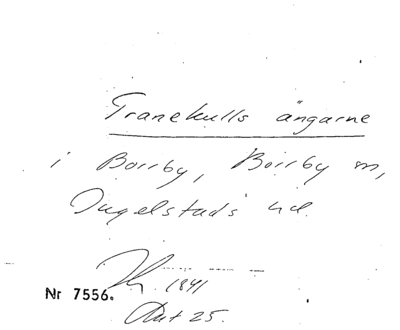 Tranekulls ängarne
i Borrby, Borrby sn,
Ingelstads hd.
1841
Nr 7556.
Akt 25.